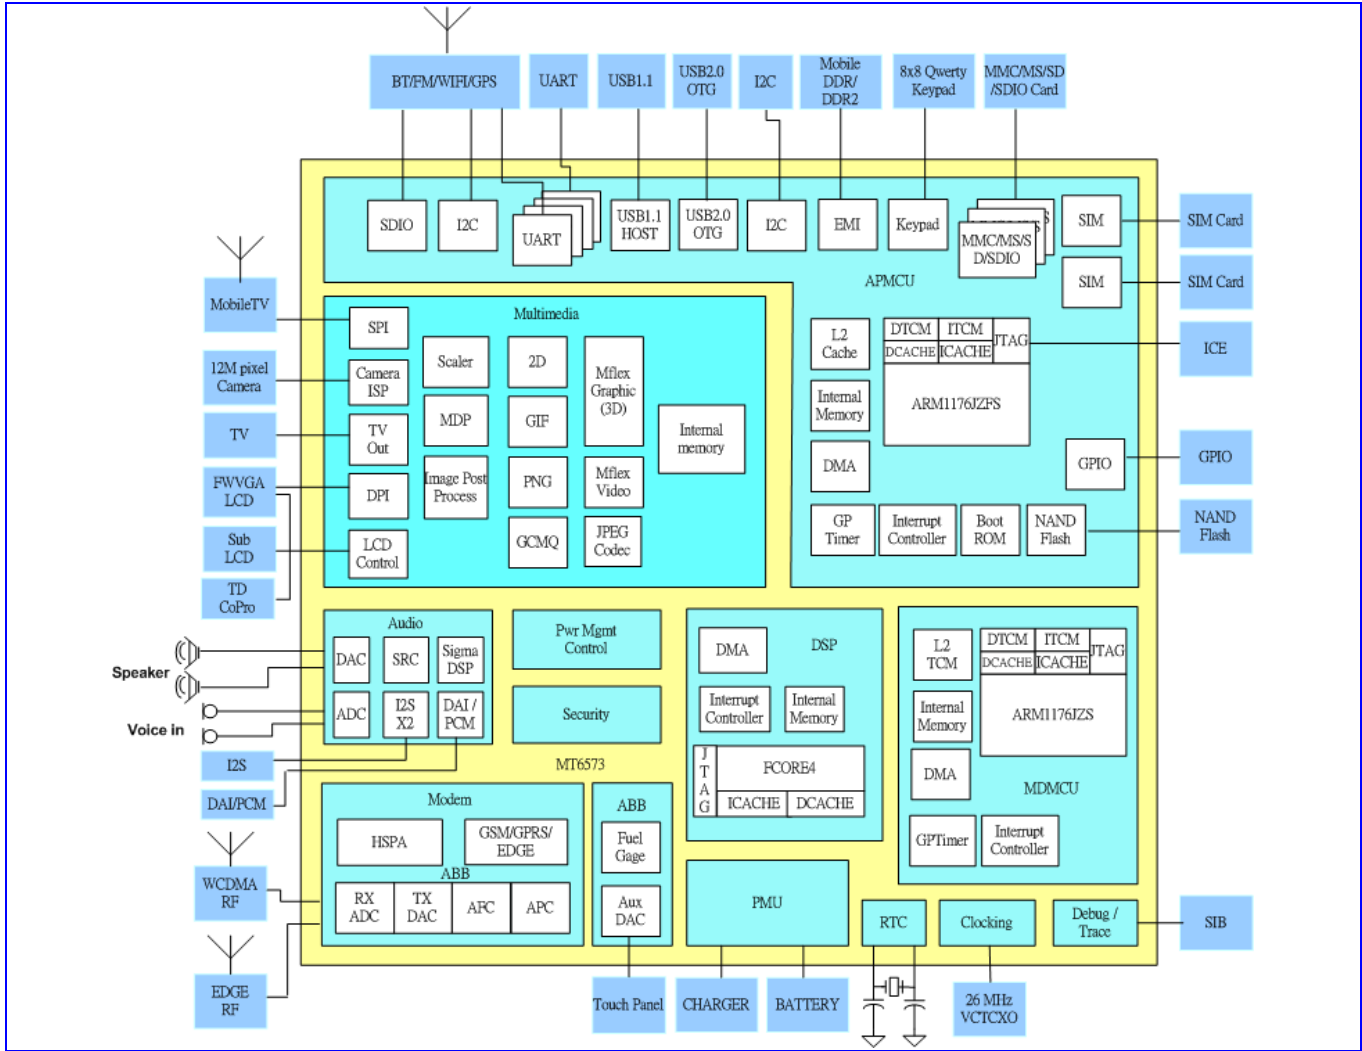 BT/FM/WIFI/GPS
UART
USB1.1
USB2.0
OTG
I2C
Mobile
DDR/
DDR2
8x8 Qwerty
Keypad
MMC/MS/SD
/SDIO Card
SDIO
I2C
UART
USB1.1
HOST
USB2.0
OTG
I2C
EMI
Keypad
MMC/MS/S
D/SDIO
S
S
SIM
SIM
APMCU
SIM Card
SIM Card
ICE
GPIO
NAND
Flash
MobileTV
12M pixel
Camera
TV
FWVGA
LCD
Sub
LCD
TD
CoPro
Multimedia
SPI
Camera
ISP
TV
Out
DPI
LCD
Control
Scaler
MDP
Image Post
Process
2D
GIF
PNG
GCMQ
Mflex
Graphic
(3D)
Mflex
Video
JPEG
Codec
Internal
memory
L2
Cache
Internal
Memory
DMA
GP
Timer
Interrupt
Controller
Boot
ROM
NAND
Flash
DTCM
ITCM
JTAG
DCACHE
ICACHE
ARM1176JZFS
GPIO
Speaker
Voice in
I2S
DAI/PCM
Audio
DAC
SRC
Sigma
DSP
ADC
I2S
X2
DAI /
PCM
Pwr Mgmt
Control
Security
MT6573
DSP
DMA
Interrupt
Controller
Internal
Memory
J
T
A
G
FCORE4
ICACHE
DCACHE
L2
TCM
Internal
Memory
DMA
GPTimer
Interrupt
Controller
DTCM
ITCM
JTAG
DCACHE
ICACHE
ARM1176JZS
MDMCU
WCDMA
RF
EDGE
RF
Modem
HSPA
GSM/GPRS/
EDGE
ABB
RX
ADC
TX
DAC
AFC
APC
ABB
Fuel
Gage
Aux
DAC
PMU
RTC
Clocking
Debug /
Trace
SIB
Touch Panel
CHARGER
BATTERY
26 MHz
VCTCXO